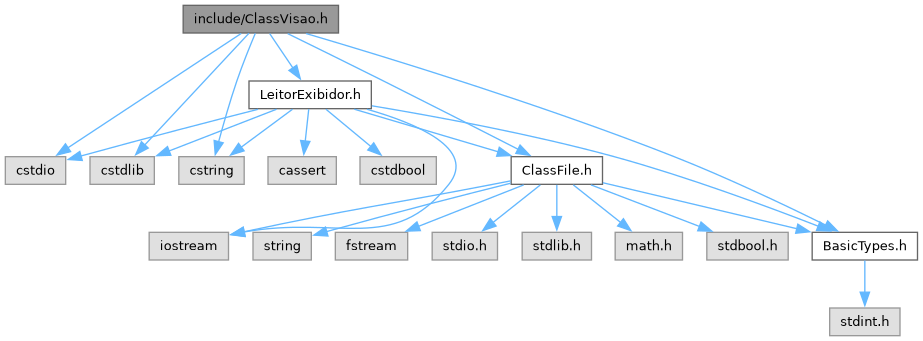 include/ClassVisao.h
LeitorExibidor.h
cstdio
cstdlib
cstring
cassert
cstdbool
ClassFile.h
iostream
string
fstream
stdio.h
stdlib.h
math.h
stdbool.h
BasicTypes.h
stdint.h